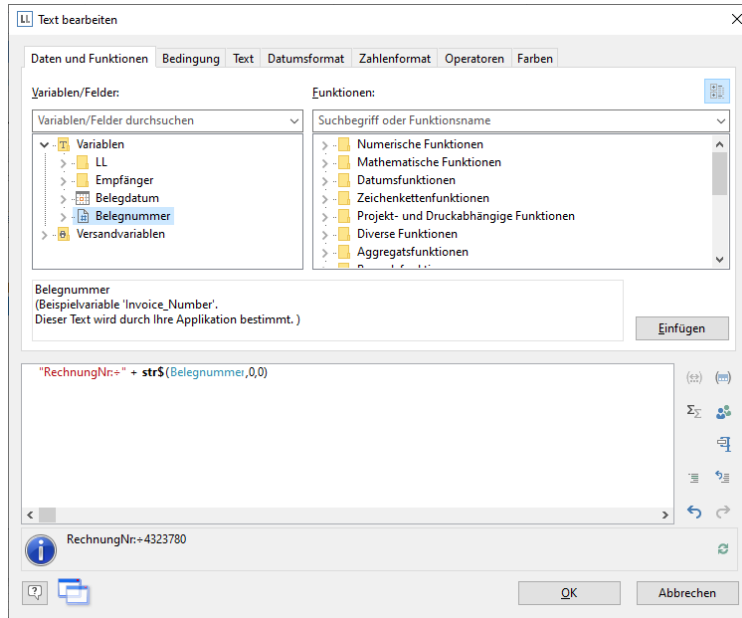 LL Text bearbeiten
Daten und Funktionen Bedingung Text Datumsformat Zahlenformat Operatoren Farben
Variablen/Felder: Funktionen:
Variablen/Felder durchsuchen Suchbegriff oder Funktionsname
Variablen Numerische Funktionen
LL Mathematische Funktionen
Empfänger Datumsfunktionen
Belegdatum Zeichenkettenfunktionen
Belegnummer Projekt- und Druckabhängige Funktionen
Versandvariablen Diverse Funktionen
Aggregatsfunktionen
Belegnummer
(Beispielvariable 'Invoice_Number'.
Dieser Text wird durch Ihre Applikation bestimmt. )
Einfügen
"RechnungNr:÷" + str$(Belegnummer,0,0)
RechnungNr:÷4323780
OK Abbrechen